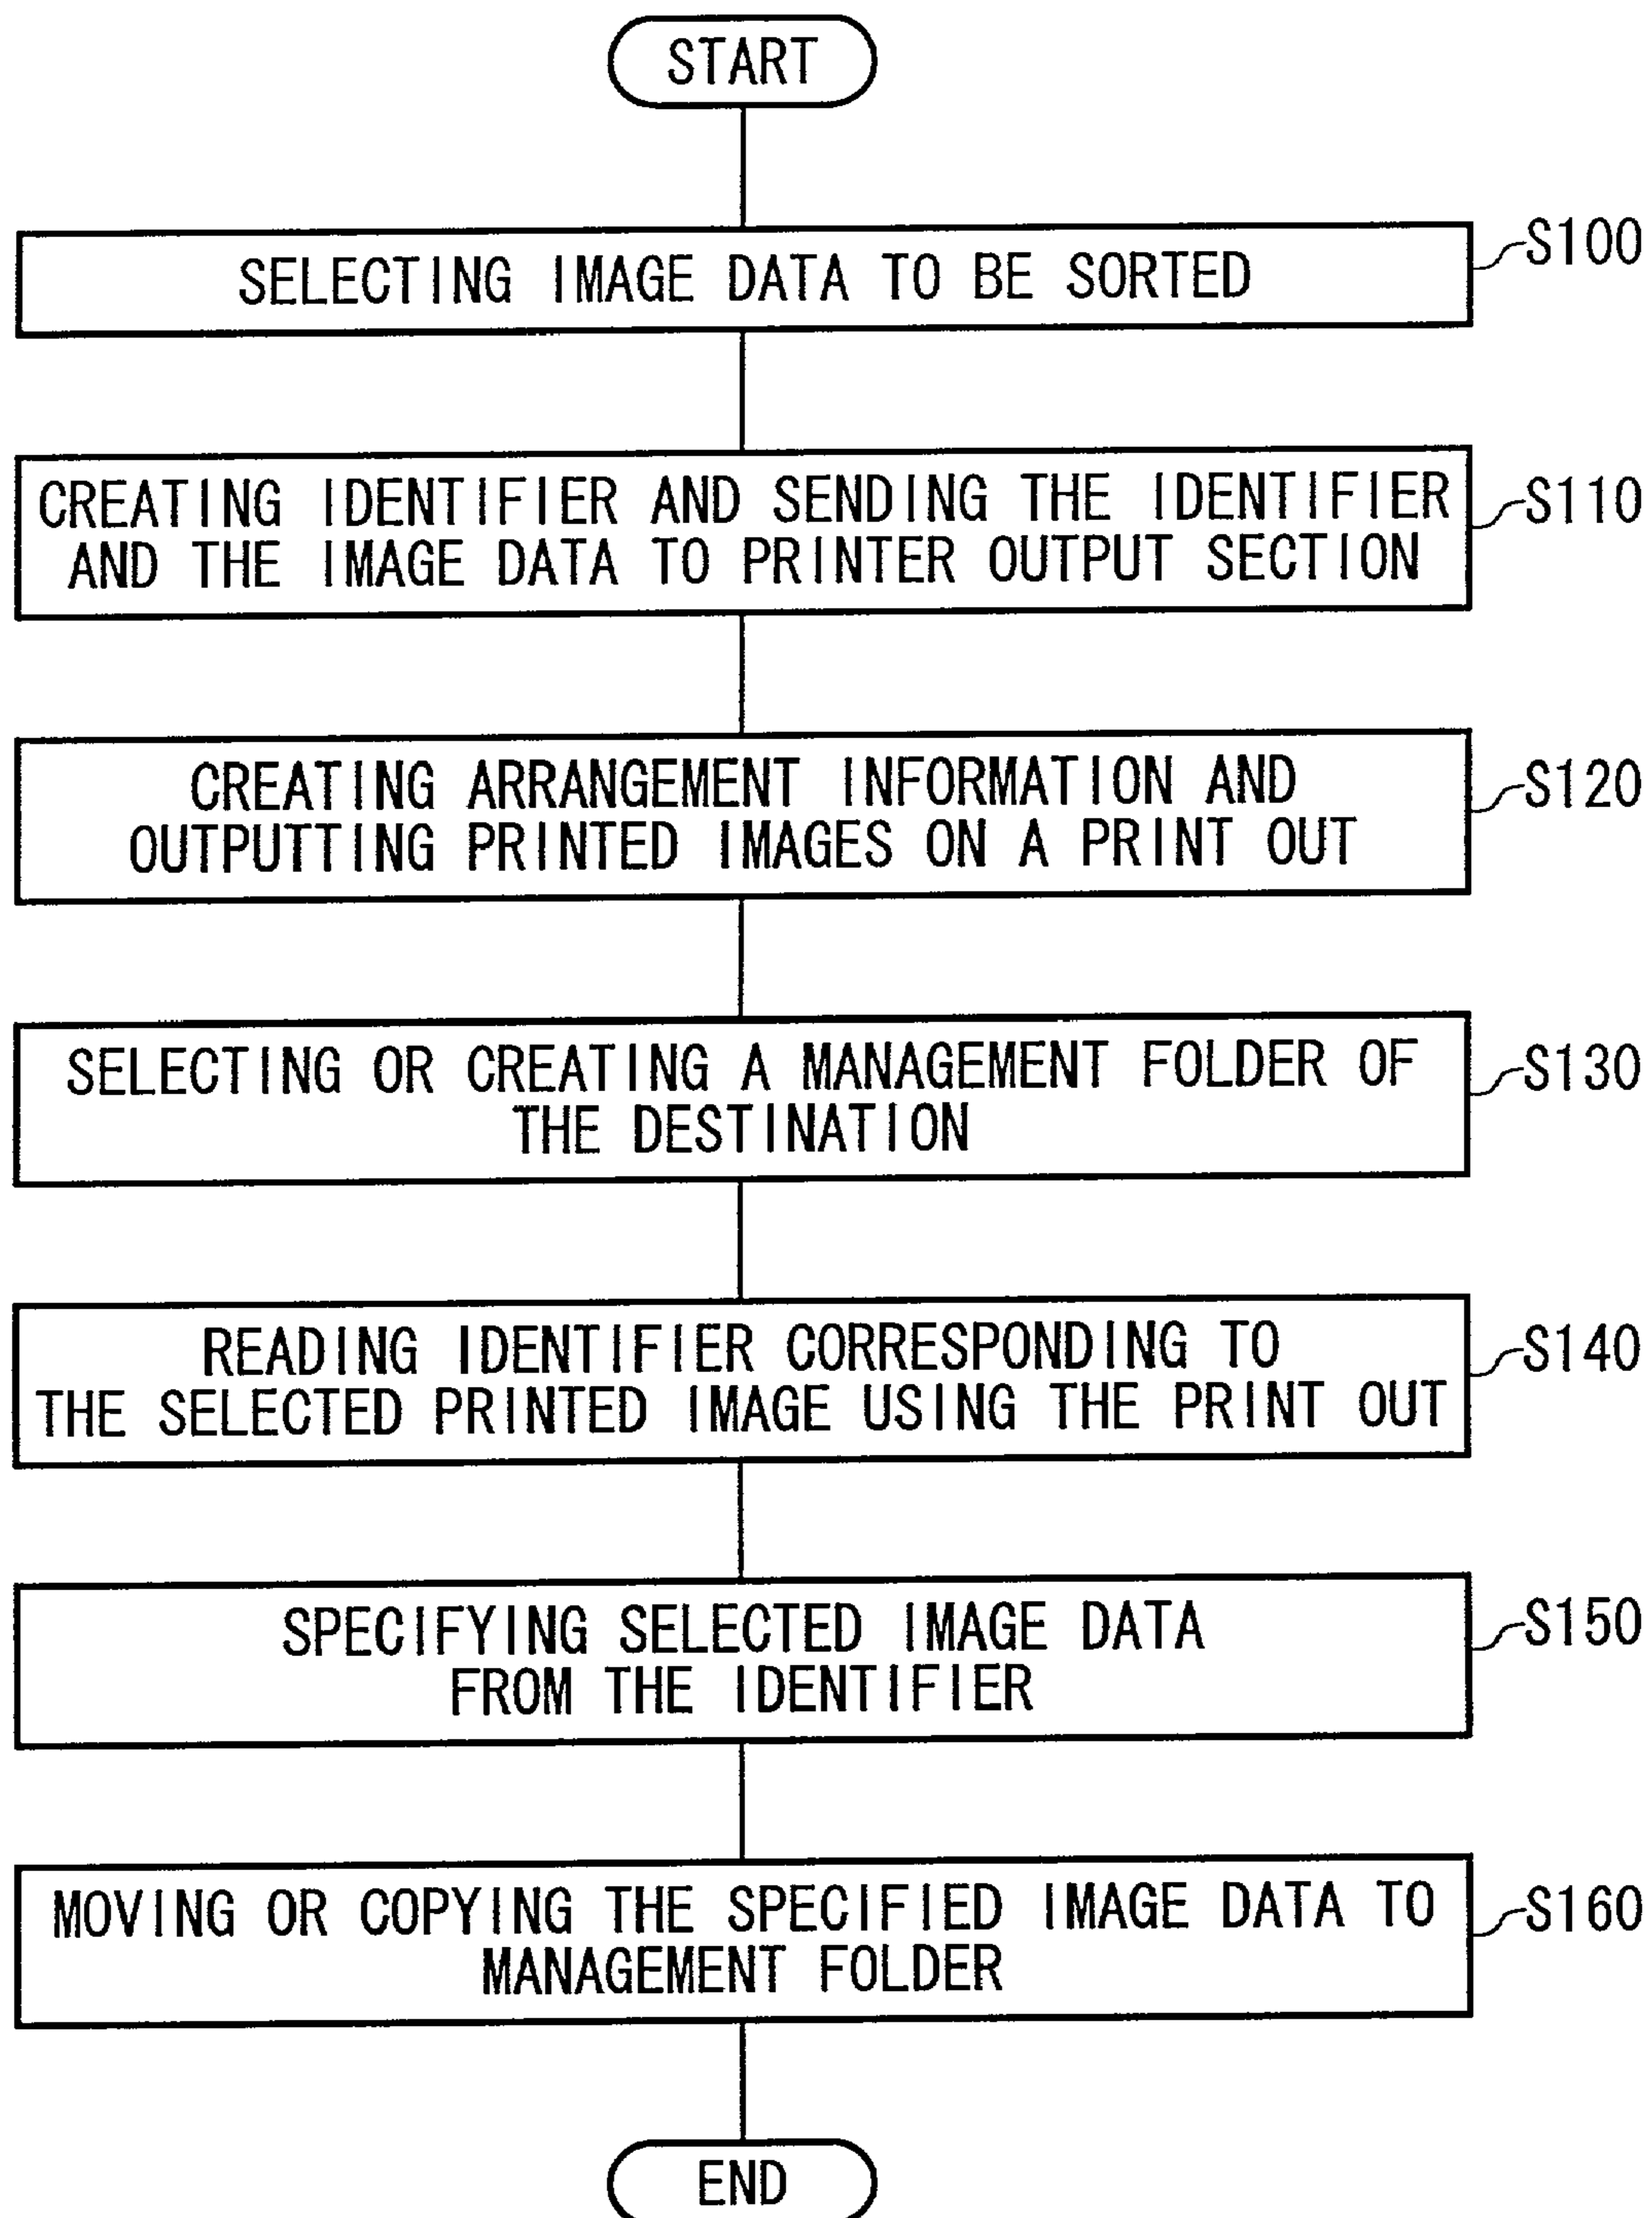 START
SELECTING IMAGE DATA TO BE SORTED
S100
CREATING IDENTIFIER AND SENDING THE IDENTIFIER
AND THE IMAGE DATA TO PRINTER OUTPUT SECTION
S110
CREATING ARRANGEMENT INFORMATION AND
OUTPUTTING PRINTED IMAGES ON A PRINT OUT
S120
SELECTING OR CREATING A MANAGEMENT FOLDER OF
THE DESTINATION
S130
READING IDENTIFIER CORRESPONDING TO
THE SELECTED PRINTED IMAGE USING THE PRINT OUT
S140
SPECIFYING SELECTED IMAGE DATA
FROM THE IDENTIFIER
S150
MOVING OR COPYING THE SPECIFIED IMAGE DATA TO
MANAGEMENT FOLDER
S160
END